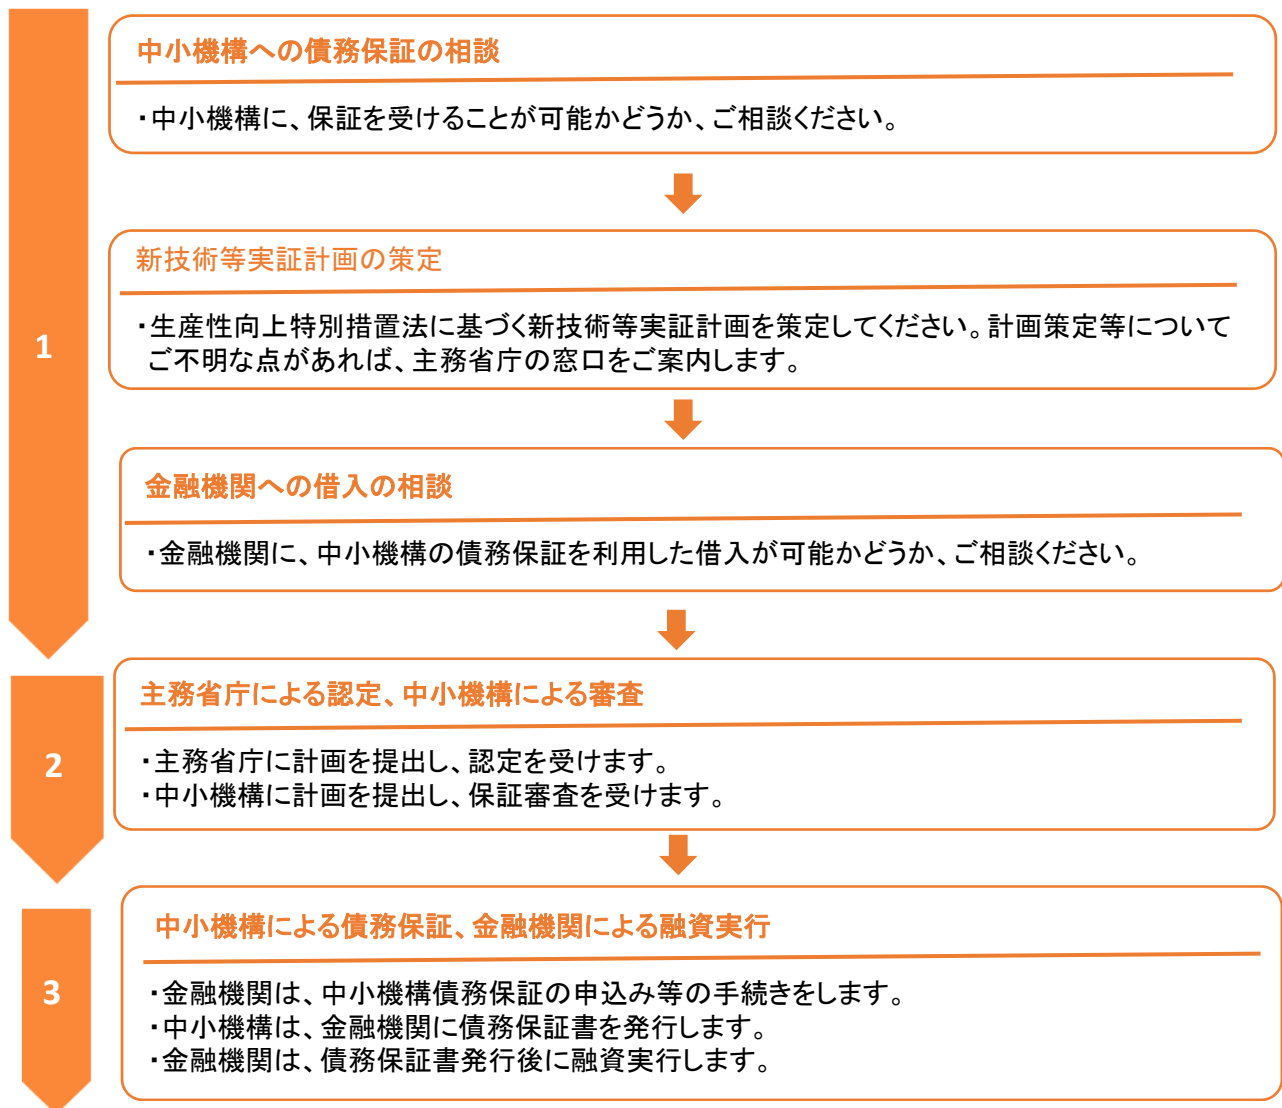 中小機構への債務保証の相談
・中小機構に、保証を受けることが可能かどうか、ご相談ください。
新技術等実証計画の策定
・生産性向上特別措置法に基づく新技術等実証計画を策定してください。計画策定等について
ご不明な点があれば、主務省庁の窓口をご案内します。
1
金融機関への借入の相談
・金融機関に、中小機構の債務保証を利用した借入が可能かどうか、ご相談ください。
主務省庁による認定、中小機構による審査
2
・主務省庁に計画を提出し、認定を受けます。
・中小機構に計画を提出し、保証審査を受けます。
中小機構による債務保証、金融機関による融資実行
3
・金融機関は、中小機構債務保証の申込み等の手続きをします。
・中小機構は、金融機関に債務保証書を発行します。
・金融機関は、債務保証書発行後に融資実行します。